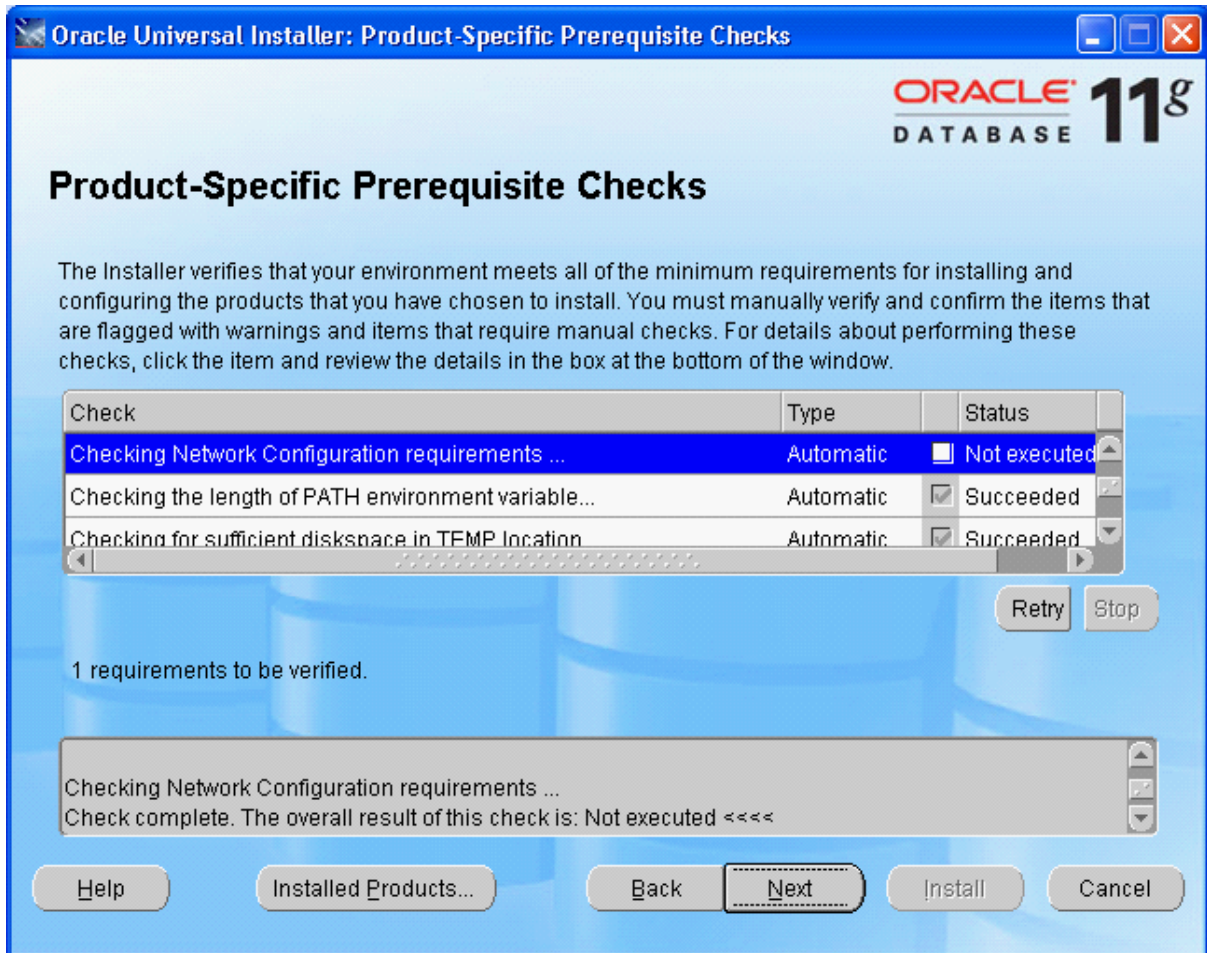 Oracle Universal Installer: Product-Specific Prerequisite Checks
ORACLE 11g
DATABASE
Product-Specific Prerequisite Checks
The Installer verifies that your environment meets all of the minimum requirements for installing and
configuring the products that you have chosen to install. You must manually verify and confirm the items that
are flagged with warnings and items that require manual checks. For details about performing these
checks, click the item and review the details in the box at the bottom of the window.
Check Type Status
Checking Network Configuration requirements ... Automatic Not executed
Checking the length of PATH environment variable... Automatic Succeeded
Checking for sufficient diskspace in TEMP location Automatic Succeeded
Retry Stop
1 requirements to be verified.
Checking Network Configuration requirements ...
Check complete. The overall result of this check is: Not executed <<<<
Help Installed Products... Back Next Install Cancel